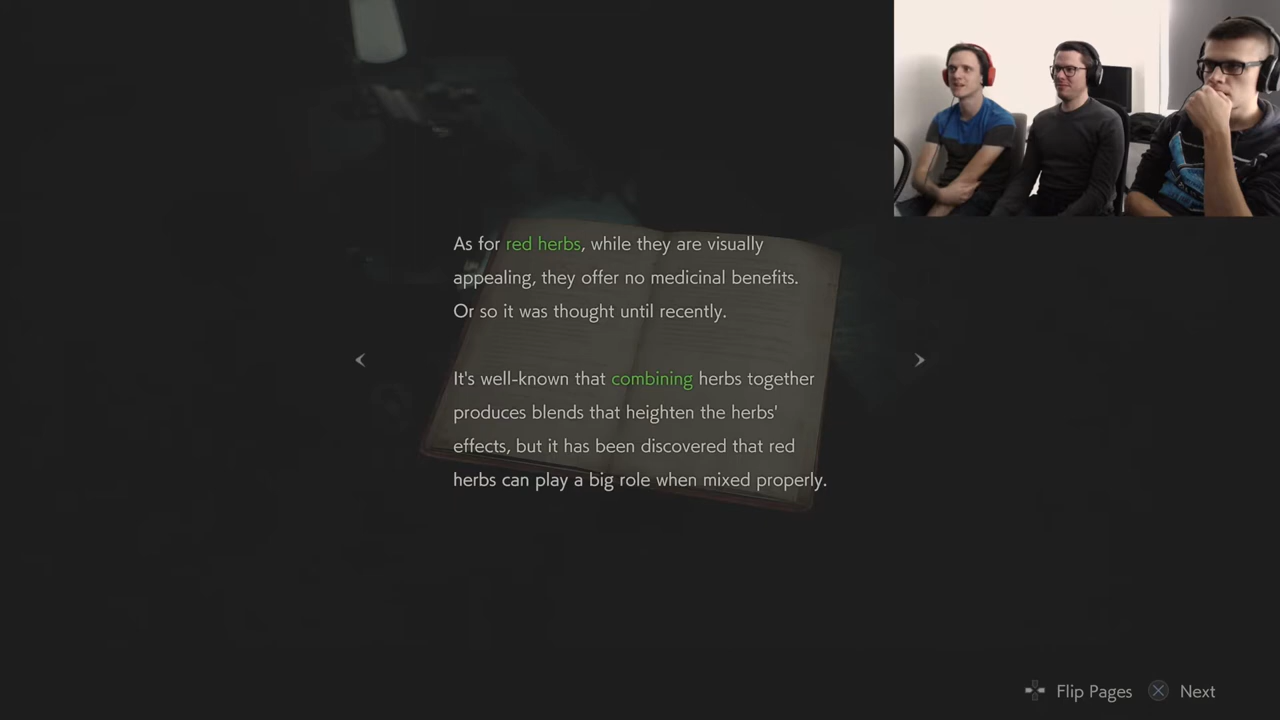 As for red herbs, while they are visually
appealing, they offer no medicinal benefits.
Or so it was thought until recently.
It's well-known that combining herbs together
produces blends that heighten the herbs'
effects, but it has been discovered that red
herbs can play a big role when mixed properly.
Flip Pages
Next